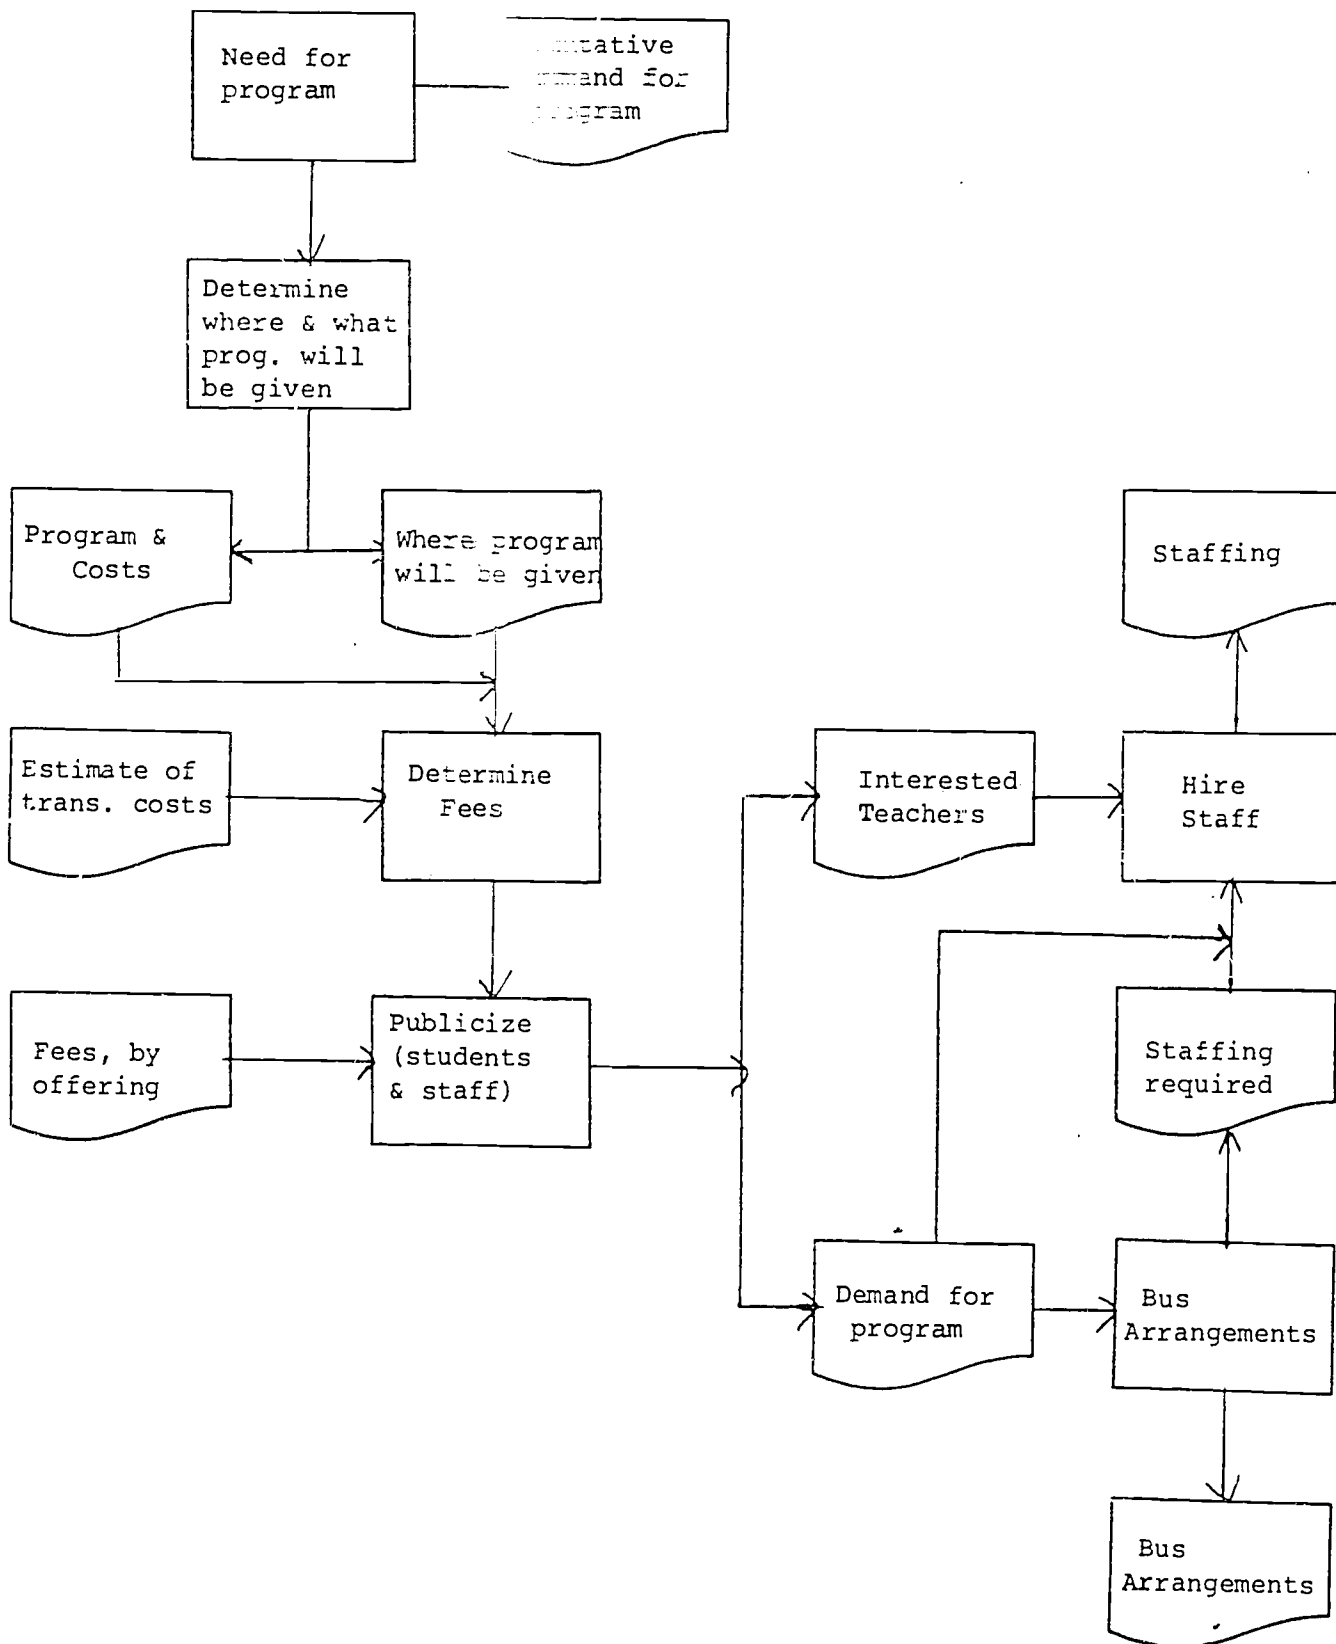 Need for
program
for
Determine
where & what
prog. will
be given
Program &
Costs
Where program
will be given
Staffing
Estimate of
trans. costs
Determine
Fees
Interested
Teachers
Hire
Staff
Fees, by
offering
Publicize
(students
& staff)
Staffing
required
Demand for
program
Bus
Arrangements
Bus
Arrangements